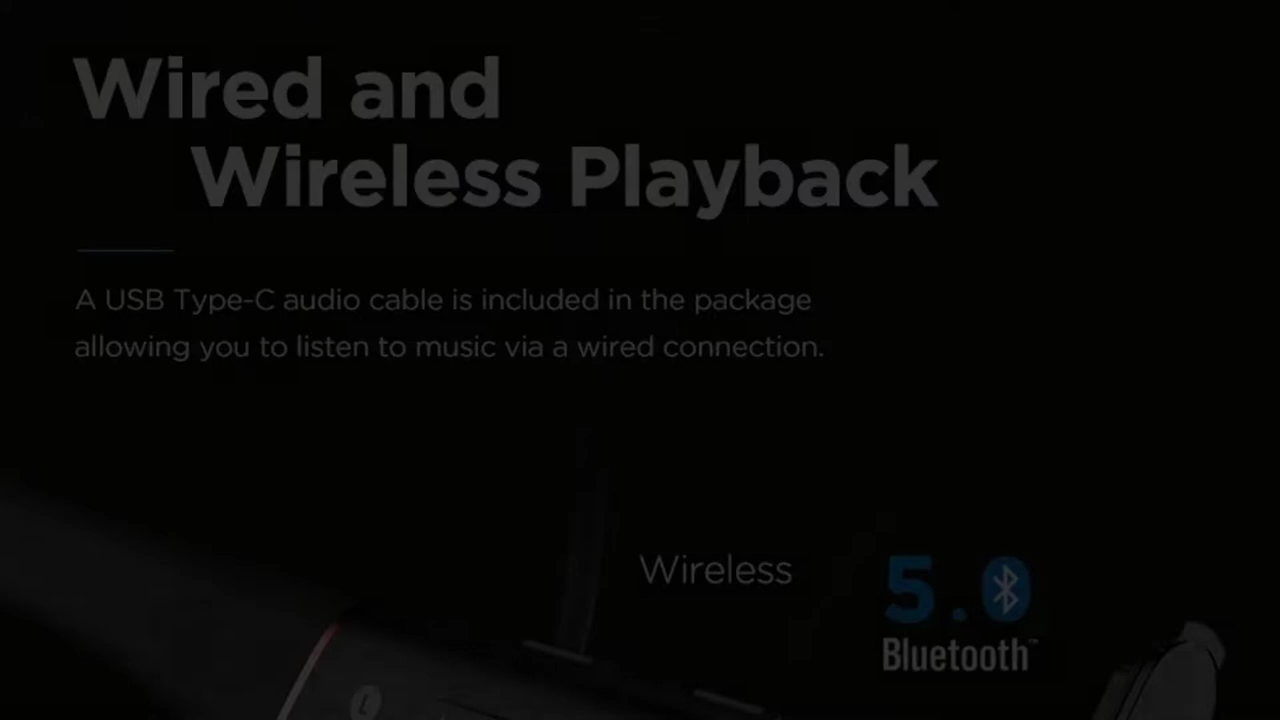 Wired and
Wireless Playback
A USB Type-C audio cable is included in the package
allowing you to listen to music via a wired connection.
Wireless
5.0
Bluetooth™
L